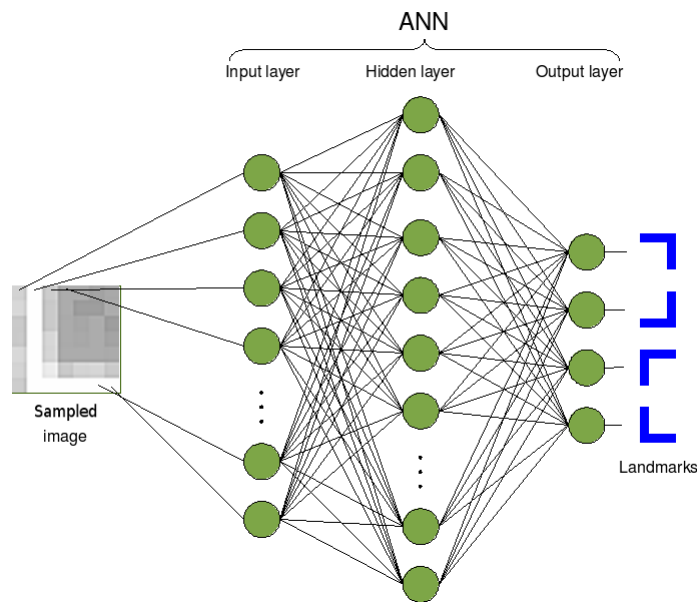 ANN
Input layer
Hidden layer
Output layer
Sampled
image
Landmarks